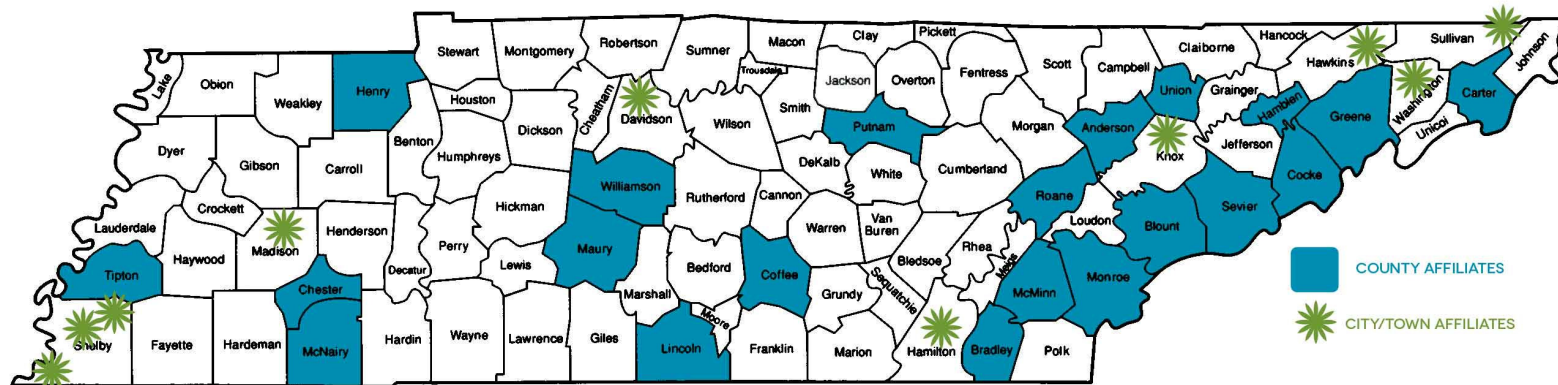 Stewart
Montgomery
Robertson
Sumner
Macon
Clay
Pickett
Trousdale
Jackson
Overton
Fentress
Scott
Campbell
Claiborne
Hancock
Hawkins
Sullivan
Johnson
Lake
Obion
Weakley
Henry
Houston
Dickson
Cheatham
Davidson
Wilson
Smith
Putnam
Morgan
Anderson
Union
Grainger
Hamblen
Greene
Washington
Unicoi
Carter
Dyer
Gibson
Carroll
Benton
Humphreys
Williamson
Rutherford
Cannon
DeKalb
White
Cumberland
Roane
Knox
Jefferson
Cocke
Sevier
Lauderdale
Crockett
Madison
Henderson
Decatur
Perry
Hickman
Lewis
Maury
Bedford
Coffee
Warren
Van
Buren
Bledsoe
Rhea
Meigs
Loudon
Blount
Monroe
McMinn
Tipton
Haywood
Chester
Marshall
Moore
Grundy
Sequatchie
Shelby
Fayette
Hardeman
McNairy
Hardin
Wayne
Lawrence
Giles
Lincoln
Franklin
Marion
Hamilton
Bradley
Polk
COUNTY AFFILIATES
CITY/TOWN AFFILIATES